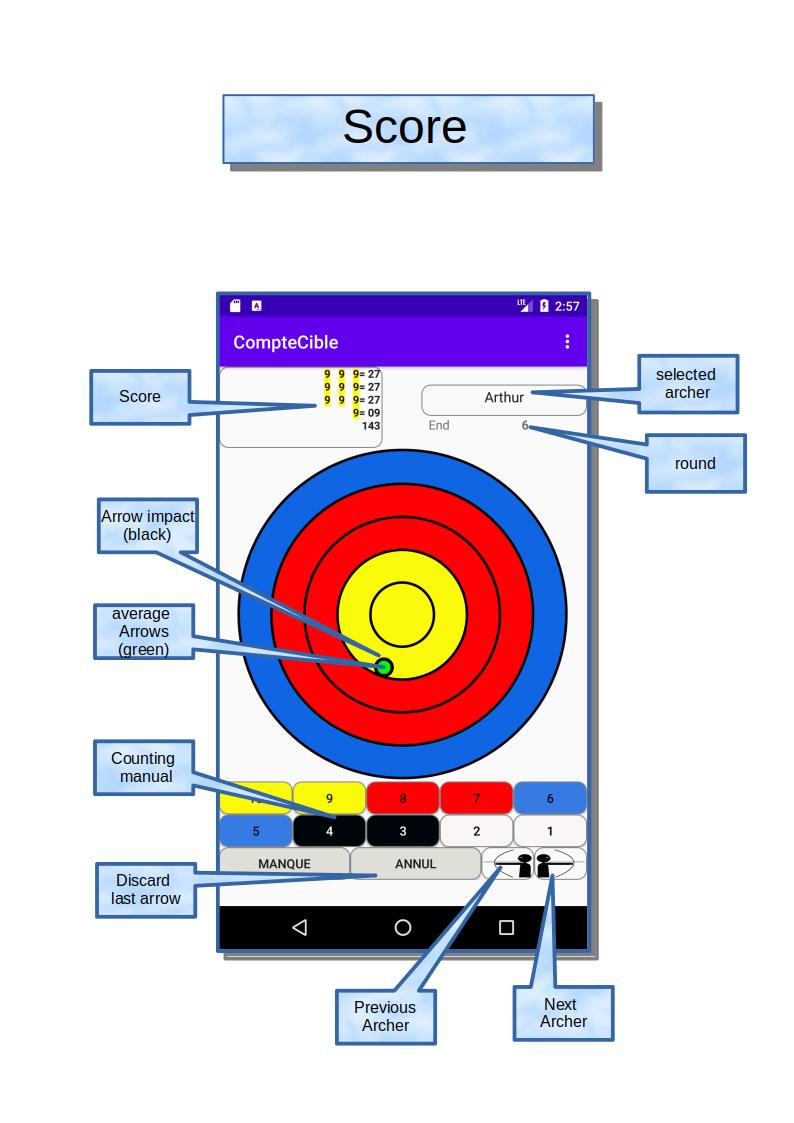 Score
LTE 2:57
CompteCible
9 9 9= 27
9 9 9= 27
9 9 9= 27
9= 09
143
Arthur
End 6
Score
selected
archer
round
Arrow impact
(black)
average
Arrows
(green)
Counting
manual
10 9 8 7 6
5 4 3 2 1
MANQUE ANNUL
Discard
last arrow
Previous
Archer
Next
Archer